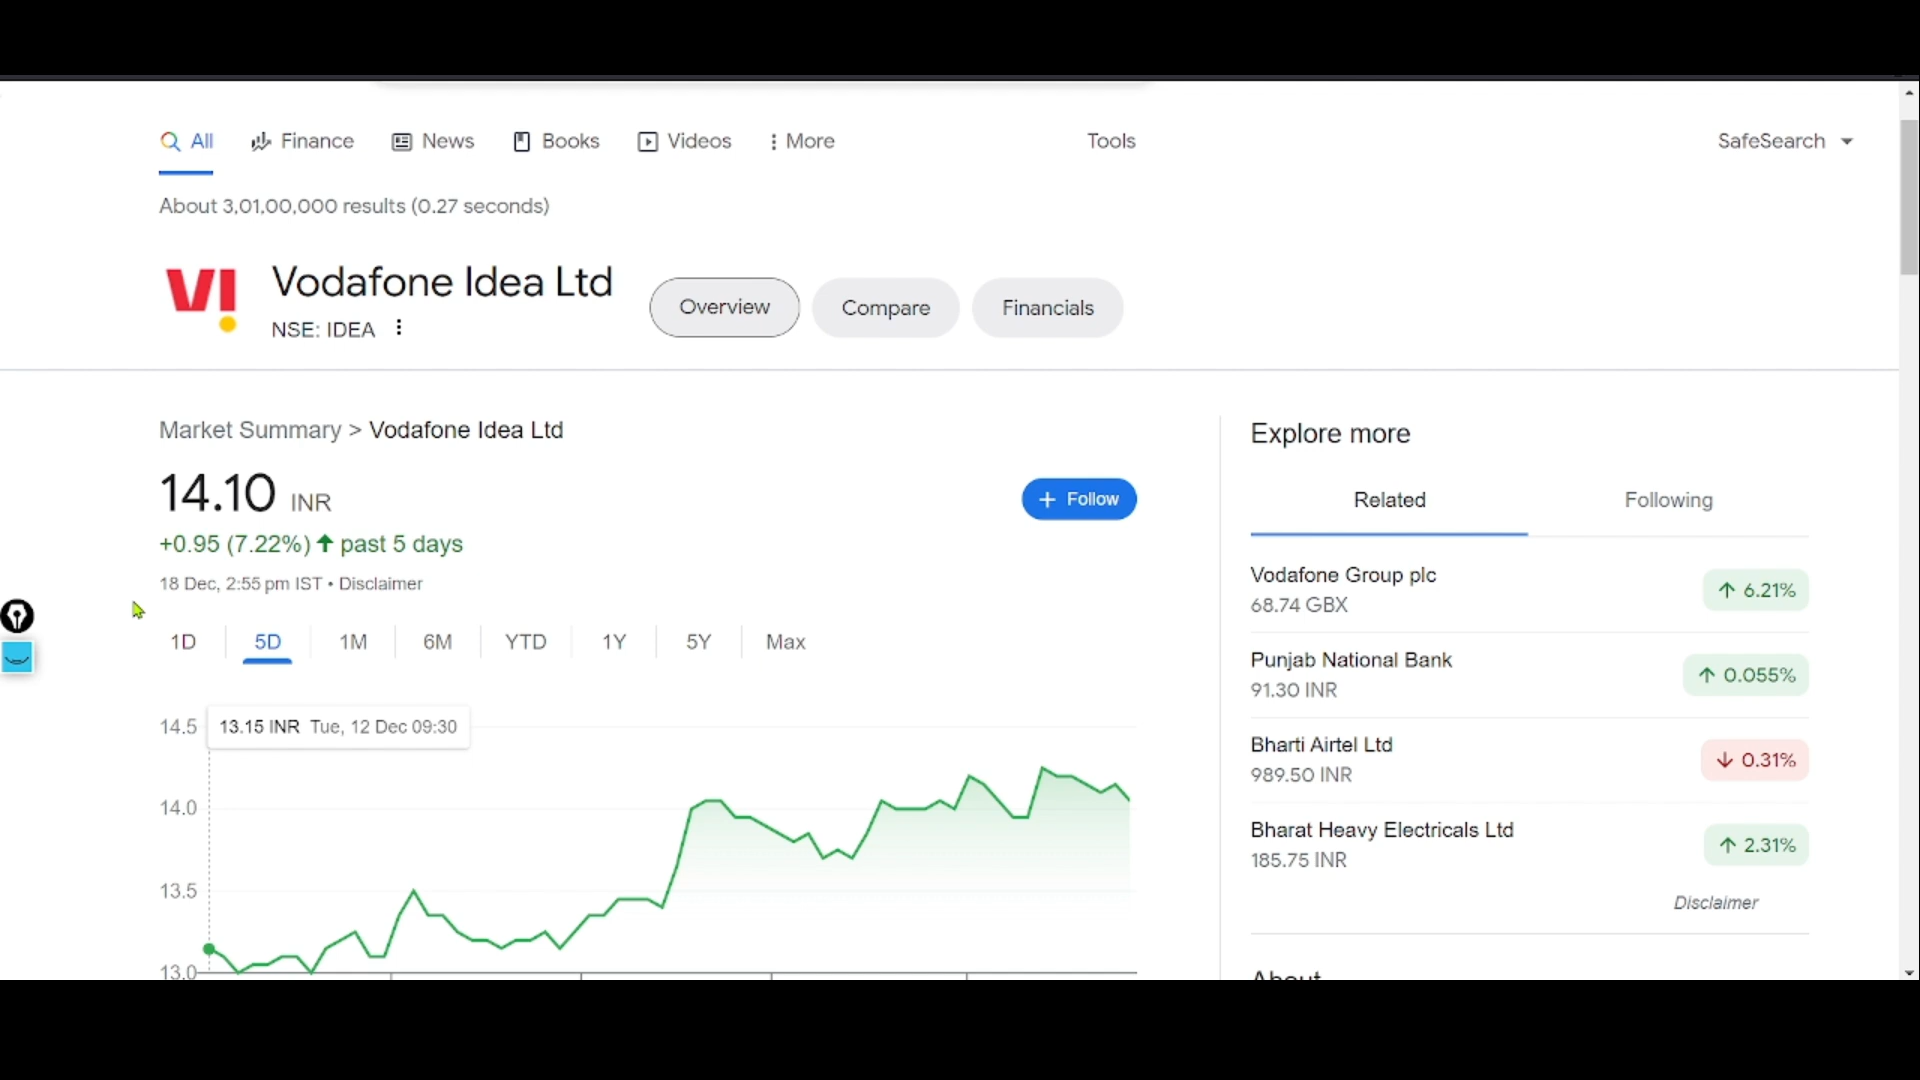 All Finance News Books Videos More Tools SafeSearch
About 3,01,00,000 results (0.27 seconds)
VI
Vodafone Idea Ltd
NSE: IDEA
Overview Compare Financials
Market Summary > Vodafone Idea Ltd
14.10 INR
+ Follow
+0.95 (7.22%) ↑ past 5 days
18 Dec, 2:55 pm IST • Disclaimer
1D 5D 1M 6M YTD 1Y 5Y Max
14.5
13.15 INR Tue, 12 Dec 09:30
14.0
13.5
13.0
Explore more
Related Following
Vodafone Group plc
68.74 GBX
↑ 6.21%
Punjab National Bank
91.30 INR
↑ 0.055%
Bharti Airtel Ltd
989.50 INR
↓ 0.31%
Bharat Heavy Electricals Ltd
185.75 INR
↑ 2.31%
Disclaimer
About